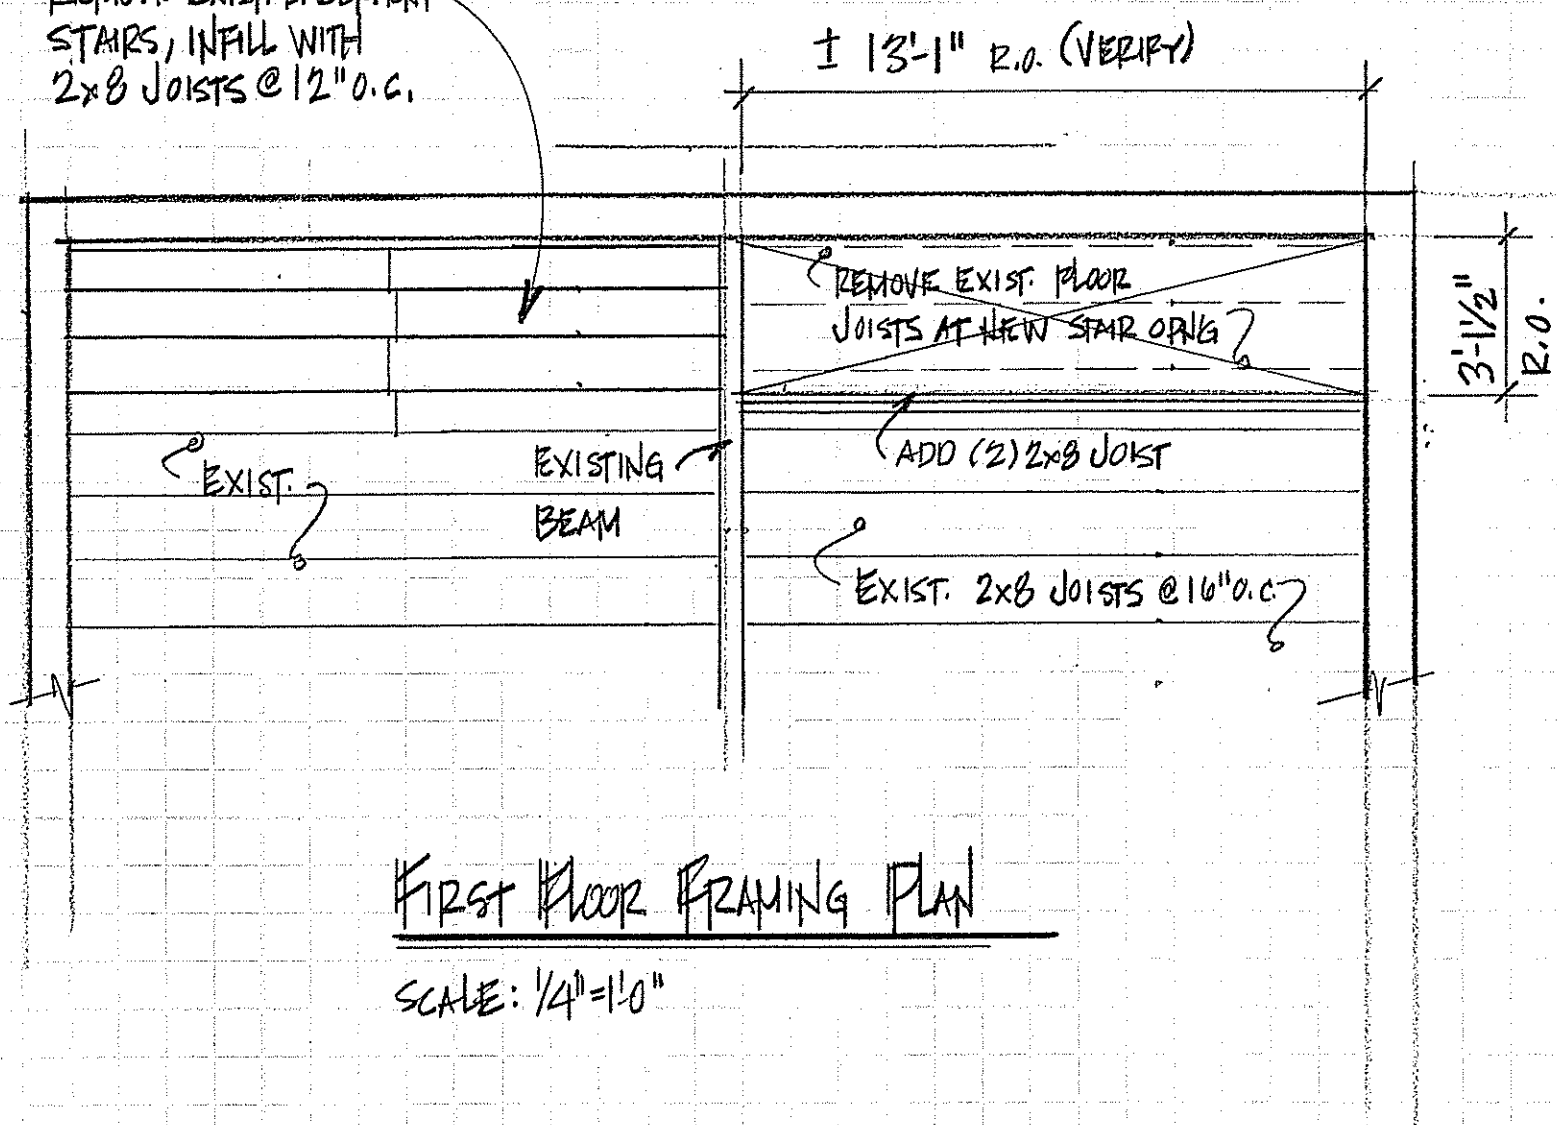 STAIRS, INFILL WITH
2x8 JOISTS @ 12" O.C.
± 13'-1" R.O. (VERIFY)
REMOVE EXIST. FLOOR
JOISTS AT NEW STAIR OPNG
3'-1 1/2"
R.O.
ADD (2) 2x8 JOIST
EXIST.
EXISTING
BEAM
EXIST. 2x8 JOISTS @ 16" O.C.
FIRST FLOOR FRAMING PLAN
SCALE: 1/4"=1'-0"